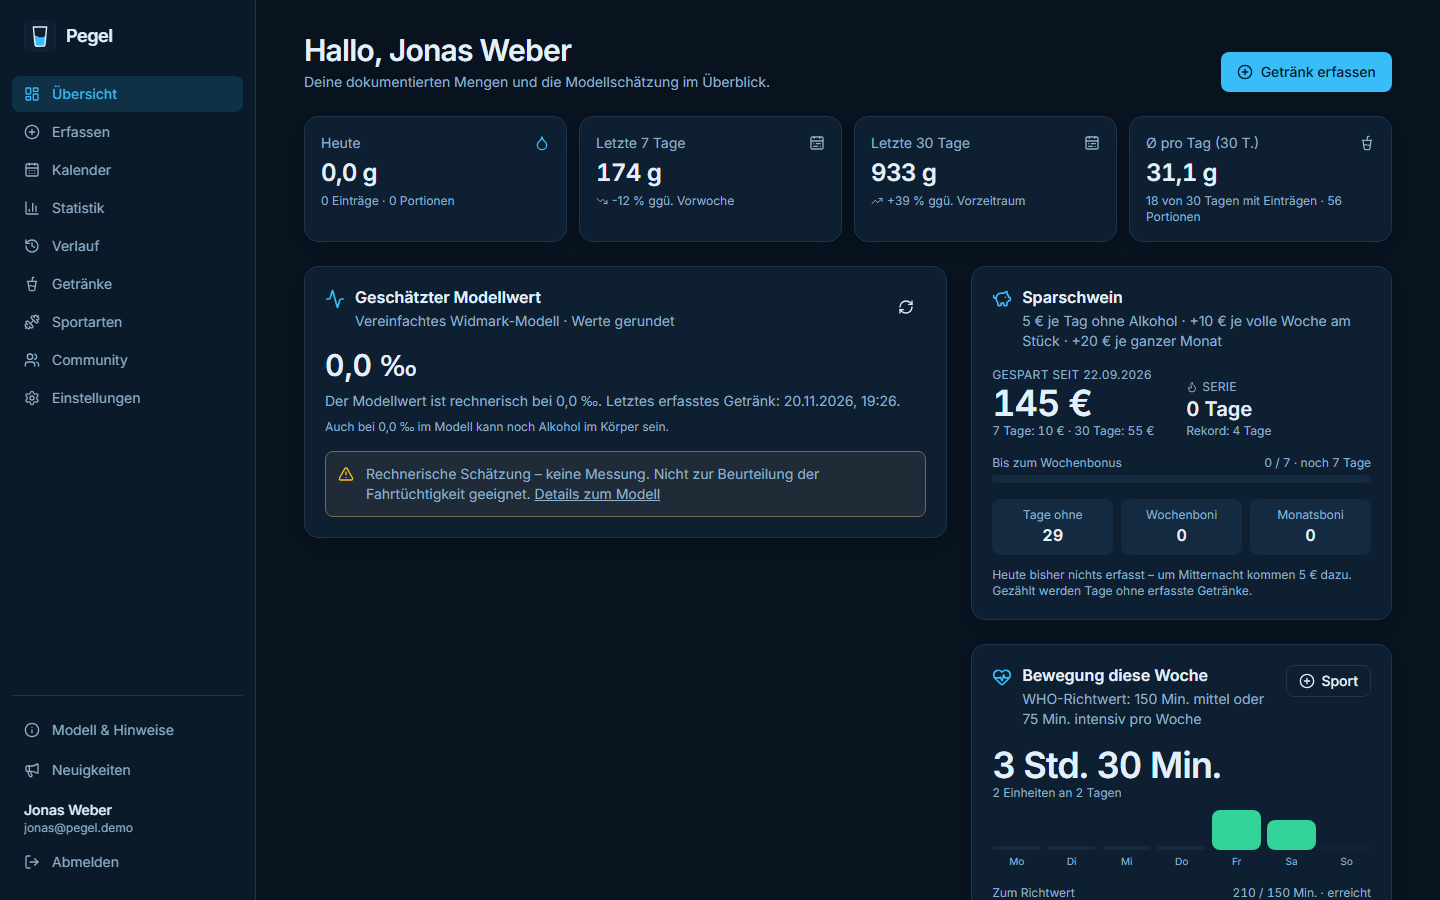 Pegel
Übersicht
Erfassen
Kalender
Statistik
Verlauf
Getränke
Sportarten
Community
Einstellungen
Modell & Hinweise
Neuigkeiten
Jonas Weber
jonas@pegel.demo
Abmelden
Hallo, Jonas Weber
Deine dokumentierten Mengen und die Modellschätzung im Überblick.
Getränk erfassen
Heute
0,0 g
0 Einträge · 0 Portionen
Letzte 7 Tage
174 g
-12 % ggü. Vorwoche
Letzte 30 Tage
933 g
+39 % ggü. Vorzeitraum
Ø pro Tag (30 T.)
31,1 g
18 von 30 Tagen mit Einträgen · 56
Portionen
Geschätzter Modellwert
Vereinfachtes Widmark-Modell · Werte gerundet
0,0 ‰
Der Modellwert ist rechnerisch bei 0,0 ‰. Letztes erfasstes Getränk: 20.11.2026, 19:26.
Auch bei 0,0 ‰ im Modell kann noch Alkohol im Körper sein.
Rechnerische Schätzung – keine Messung. Nicht zur Beurteilung der
Fahrtüchtigkeit geeignet. Details zum Modell
Sparschwein
5 € je Tag ohne Alkohol · +10 € je volle Woche am
Stück · +20 € je ganzer Monat
GESPART SEIT 22.09.2026
145 €
7 Tage: 10 € · 30 Tage: 55 €
SERIE
0 Tage
Rekord: 4 Tage
Bis zum Wochenbonus
0 / 7 · noch 7 Tage
Tage ohne
29
Wochenboni
0
Monatsboni
0
Heute bisher nichts erfasst – um Mitternacht kommen 5 € dazu.
Gezählt werden Tage ohne erfasste Getränke.
Bewegung diese Woche
WHO-Richtwert: 150 Min. mittel oder
75 Min. intensiv pro Woche
Sport
3 Std. 30 Min.
2 Einheiten an 2 Tagen
Mo Di Mi Do Fr Sa So
Zum Richtwert
210 / 150 Min. · erreicht